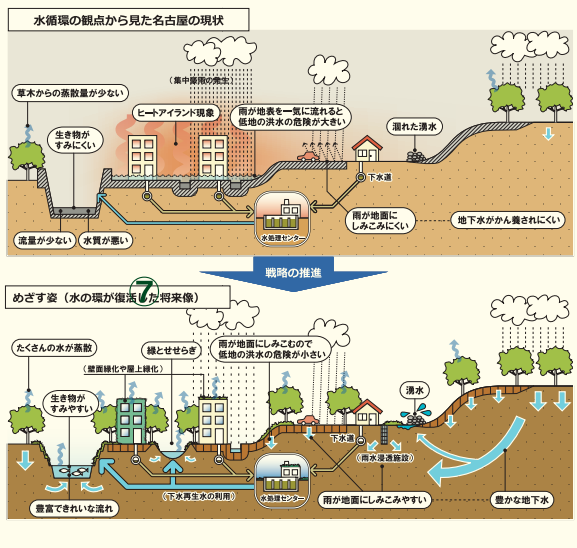 水循環の観点から見た名古屋の現状
(集中豪雨の発生)
草木からの蒸散量が少ない
ヒートアイランド現象
雨が地表を一気に流れると
低地の洪水の危険が大きい
生き物が
すみにくい
涸れた湧水
下水道
雨が地面に
しみこみにくい
地下水がかん養されにくい
流量が少ない
水質が悪い
水処理センター
戦略の推進
7
めざす姿（水の環が復活した将来像）
たくさんの水が蒸散
緑とせせらぎ
雨が地面にしみこむので
低地の洪水の危険が小さい
(壁面緑化や屋上緑化)
生き物が
すみやすい
湧水
下水道
(雨水浸透施設)
(下水再生水の利用)
水処理センター
雨が地面にしみこみやすい
豊かな地下水
豊富できれいな流れ